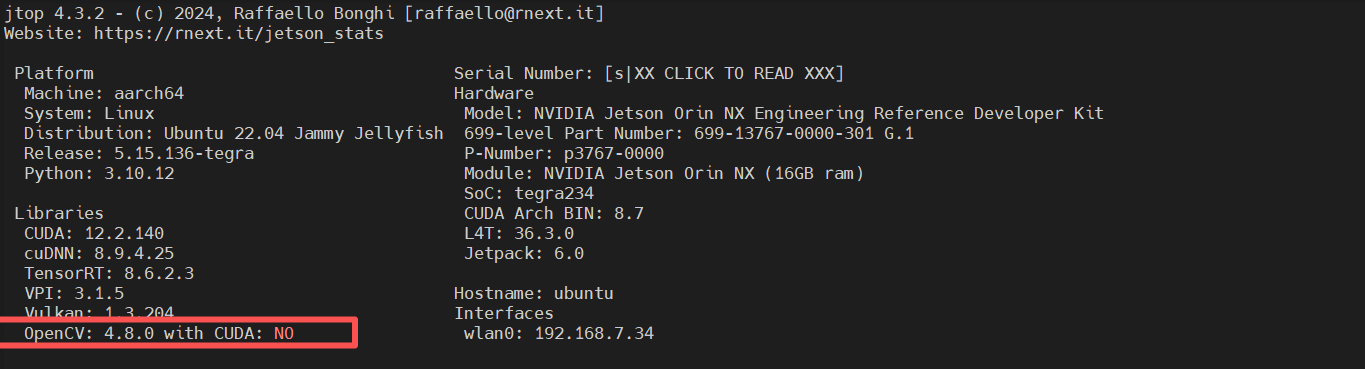 jtop 4.3.2 - (c) 2024, Raffaello Bonghi [raffaello@rnext.it]
Website: https://rnext.it/jetson_stats
Platform
Machine: aarch64
System: Linux
Distribution: Ubuntu 22.04 Jammy Jellyfish
Release: 5.15.136-tegra
Python: 3.10.12
Libraries
CUDA: 12.2.140
cuDNN: 8.9.4.25
TensorRT: 8.6.2.3
VPI: 3.1.5
Vulkan: 1.3.204
OpenCV: 4.8.0 with CUDA: NO
Serial Number: [s|XX CLICK TO READ XXX]
Hardware
Model: NVIDIA Jetson Orin NX Engineering Reference Developer Kit
699-level Part Number: 699-13767-0000-301 G.1
P-Number: p3767-0000
Module: NVIDIA Jetson Orin NX (16GB ram)
SoC: tegra234
CUDA Arch BIN: 8.7
L4T: 36.3.0
Jetpack: 6.0
Hostname: ubuntu
Interfaces
wlan0: 192.168.7.34